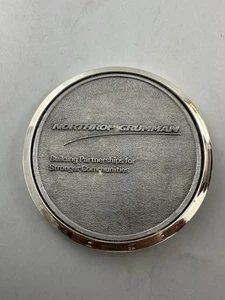 NORTHROP GRUMMAN
Building Partnerships for
Stronger Communities